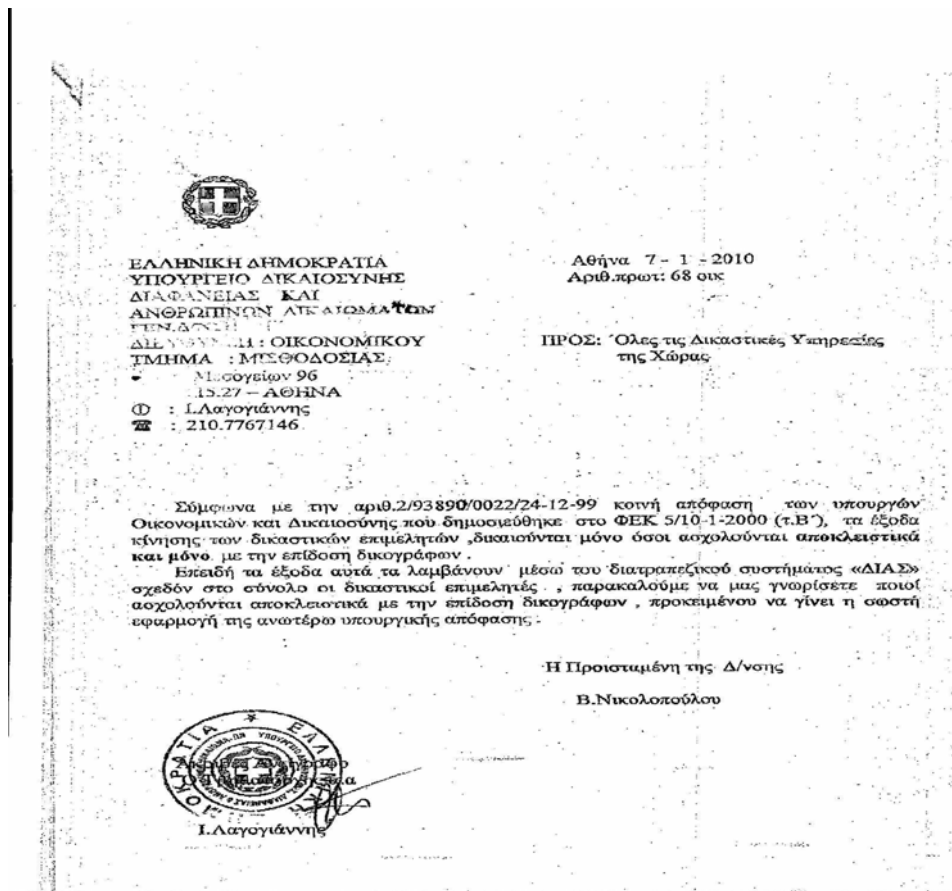 ΕΛΛΗΝΙΚΗ ΔΗΜΟΚΡΑΤΙΑ
ΥΠΟΥΡΓΕΙΟ ΔΙΚΑΙΟΣΥΝΗΣ
ΔΙΑΦΑΝΕΙΑΣ ΚΑΙ
ΑΝΘΡΩΠΙΝΩΝ ΔΙΚΑΙΩΜΑΤΩΝ
: ΟΙΚΟΝΟΜΙΚΟΥ
ΤΜΗΜΑ : ΜΙΣΘΟΔΟΣΙΑΣ
Μεσογείων 96
15.27 – ΑΘΗΝΑ
: Ι.Λαγογιάννης
☎ : 210.7767146
Αθήνα 7 - 1 - 2010
Αριθ.πρωτ: 68 οικ
ΠΡΟΣ: Όλες τις Δικαστικές Υπηρεσίες
της Χώρας
Σύμφωνα με την αριθ.2/93890/0022/24-12-99 κοινή απόφαση των υπουργών
Οικονομικών και Δικαιοσύνης που δημοσιεύθηκε στο ΦΕΚ 5/10-1-2000 (τ.Β΄), τα έξοδα
κίνησης των δικαστικών επιμελητών ,δικαιούνται μόνο όσοι ασχολούνται αποκλειστικά
και μόνο με την επίδοση δικογράφων .
Επειδή τα έξοδα αυτά τα λαμβάνουν μέσω του διατραπεζικού συστήματος «ΔΙΑΣ»
σχεδόν στο σύνολο οι δικαστικοί επιμελητές , παρακαλούμε να μας γνωρίσετε ποιοί
ασχολούνται αποκλειστικά με την επίδοση δικογράφων , προκειμένου να γίνει η σωστή
εφαρμογή της ανωτέρω υπουργικής απόφασης .
Η Προισταμένη της Δ/νσης
Β.Νικολοπούλου
Ακριβές Αντίγραφο
Ι.Λαγογιάννης